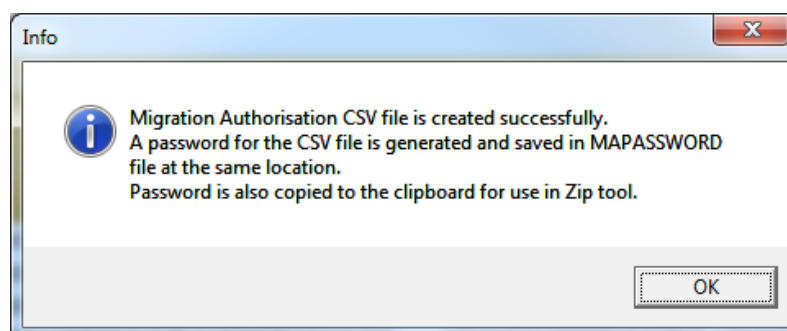 Info
Migration Authorisation CSV file is created successfully.
A password for the CSV file is generated and saved in MAPASSWORD
file at the same location.
Password is also copied to the clipboard for use in Zip tool.
OK